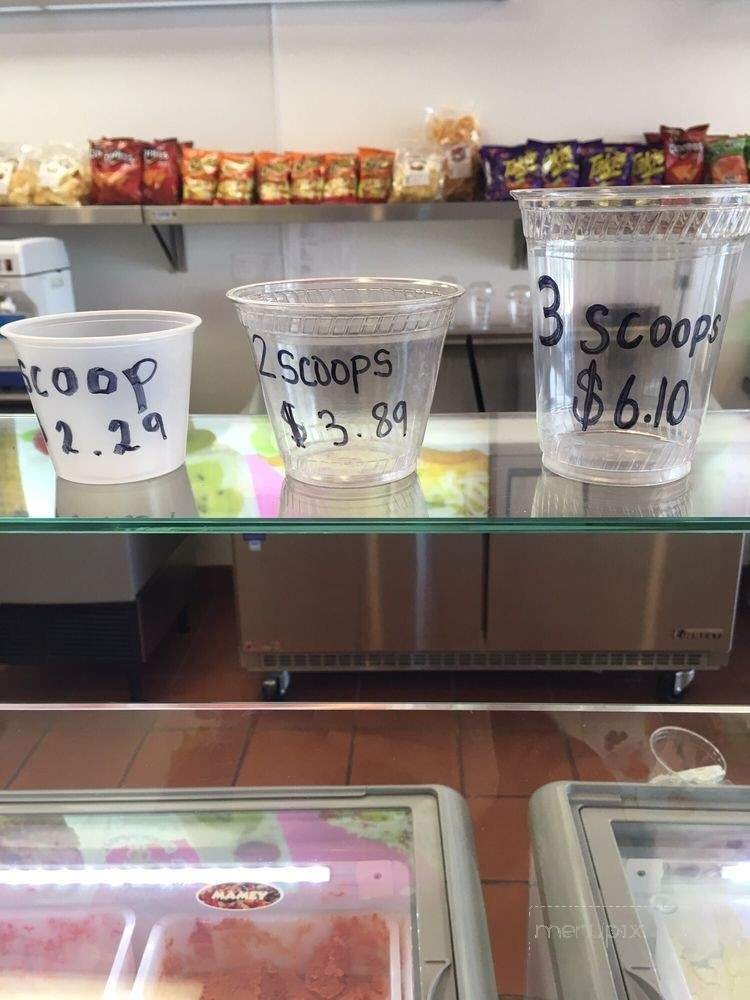 scoop
2.29
2 scoops
$3.89
3 scoops
$6.10
MAMEY
menupix